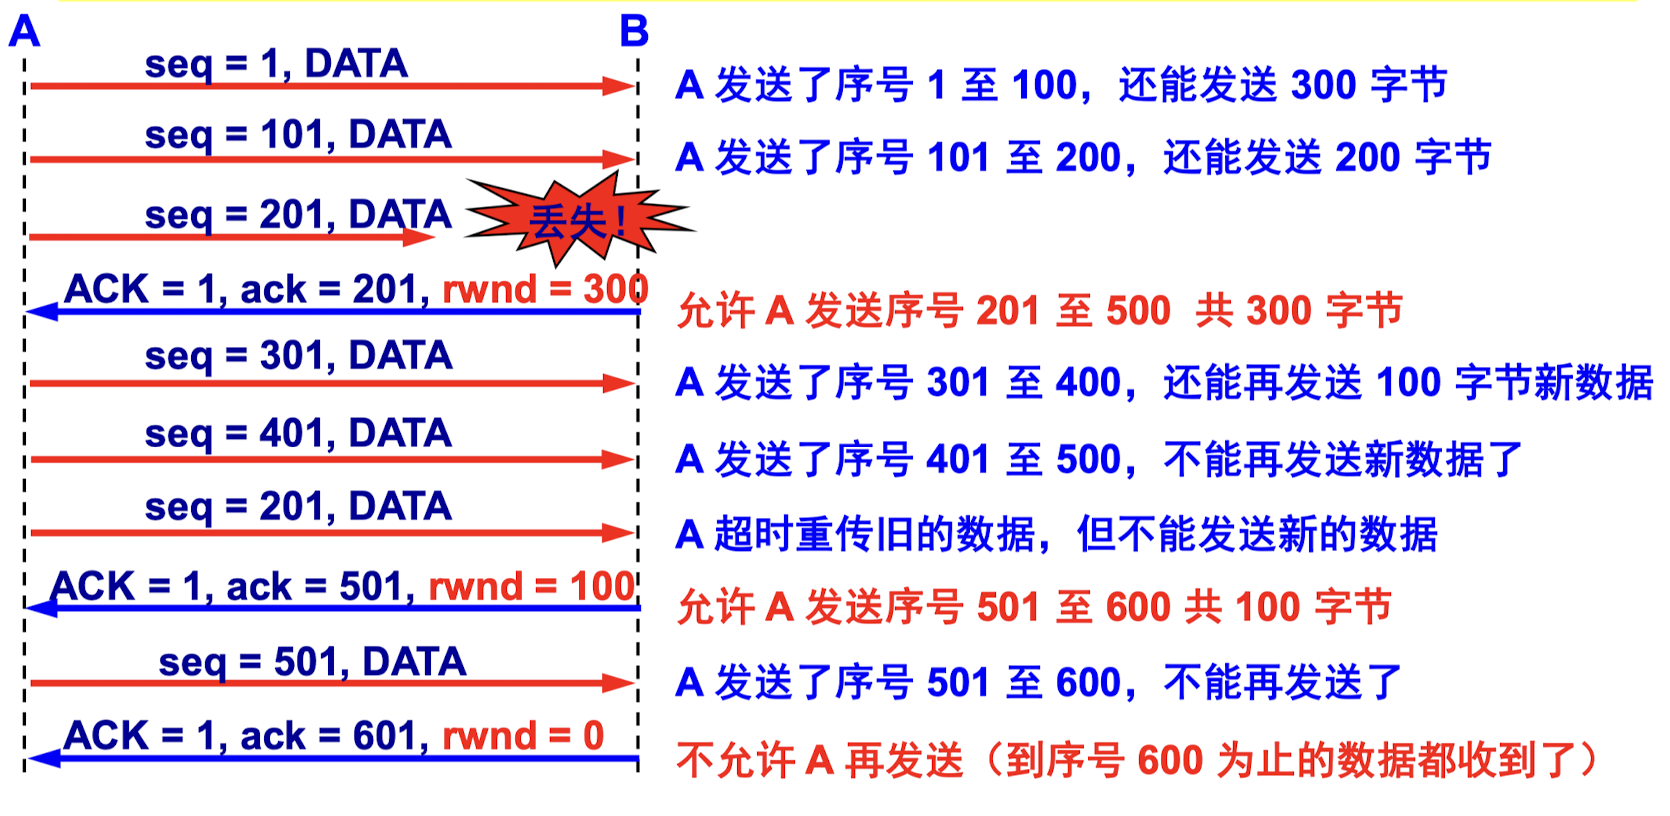 A
B
seq = 1, DATA
A 发送了序号 1 至 100，还能发送 300 字节
seq = 101, DATA
A 发送了序号 101 至 200，还能发送 200 字节
seq = 201, DATA
丢失！
ACK = 1, ack = 201, rwnd = 300
允许 A 发送序号 201 至 500 共 300 字节
seq = 301, DATA
A 发送了序号 301 至 400，还能再发送 100 字节新数据
seq = 401, DATA
A 发送了序号 401 至 500，不能再发送新数据了
seq = 201, DATA
A 超时重传旧的数据，但不能发送新的数据
ACK = 1, ack = 501, rwnd = 100
允许 A 发送序号 501 至 600 共 100 字节
seq = 501, DATA
A 发送了序号 501 至 600，不能再发送了
ACK = 1, ack = 601, rwnd = 0
不允许 A 再发送（到序号 600 为止的数据都收到了）